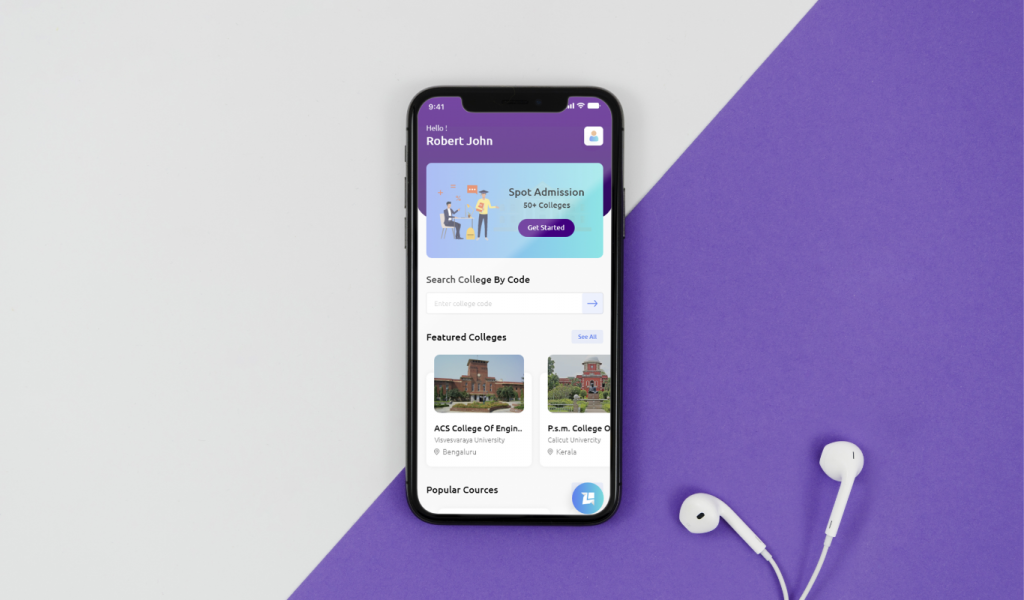 9:41
Hello !
Robert John
Spot Admission
50+ Colleges
Get Started
Search College By Code
Enter college code
Featured Colleges
See All
ACS College Of Engin..
Visvesvaraya University
Bengaluru
P.s.m. College O
Calicut Univercity
Kerala
Popular Cources